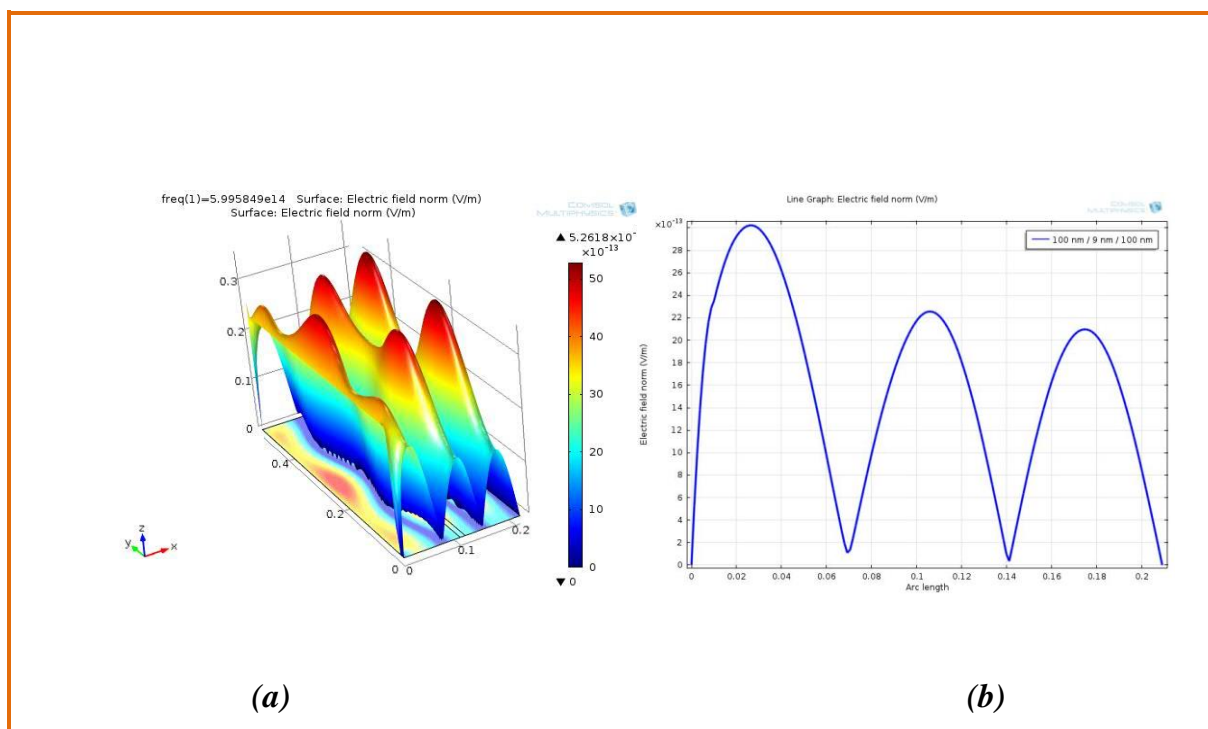 freq(1)=5.995849e14 Surface: Electric field norm (V/m)
Surface: Electric field norm (V/m)
COMSOL
MULTIPHYSICS
▲ 5.2618×10⁻
×10⁻¹³
50
40
30
20
10
0
▼ 0
0.3
0.2
0.1
0
0.4
0.2
0
0
0.1
0.2
z
y
x
Line Graph: Electric field norm (V/m)
COMSOL
MULTIPHYSICS
×10⁻¹³
100 nm / 9 nm / 100 nm
28
26
24
22
20
18
16
14
12
10
8
6
4
2
0
Electric field norm (V/m)
0 0.02 0.04 0.06 0.08 0.1 0.12 0.14 0.16 0.18 0.2
Arc length
(a) (b)